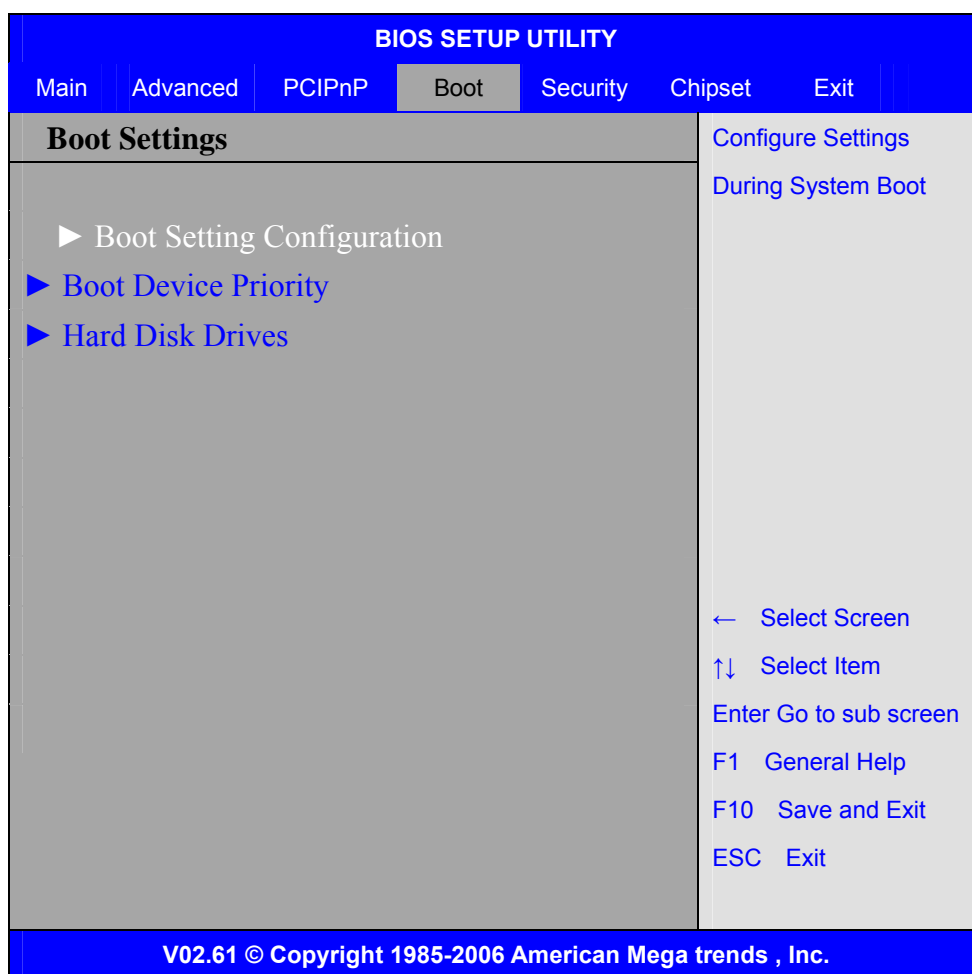 BIOS SETUP UTILITY
Main Advanced PCIPnP Boot Security Chipset Exit
Boot Settings
► Boot Setting Configuration
► Boot Device Priority
► Hard Disk Drives
Configure Settings
During System Boot
← Select Screen
↑↓ Select Item
Enter Go to sub screen
F1 General Help
F10 Save and Exit
ESC Exit
V02.61 © Copyright 1985-2006 American Mega trends , Inc.